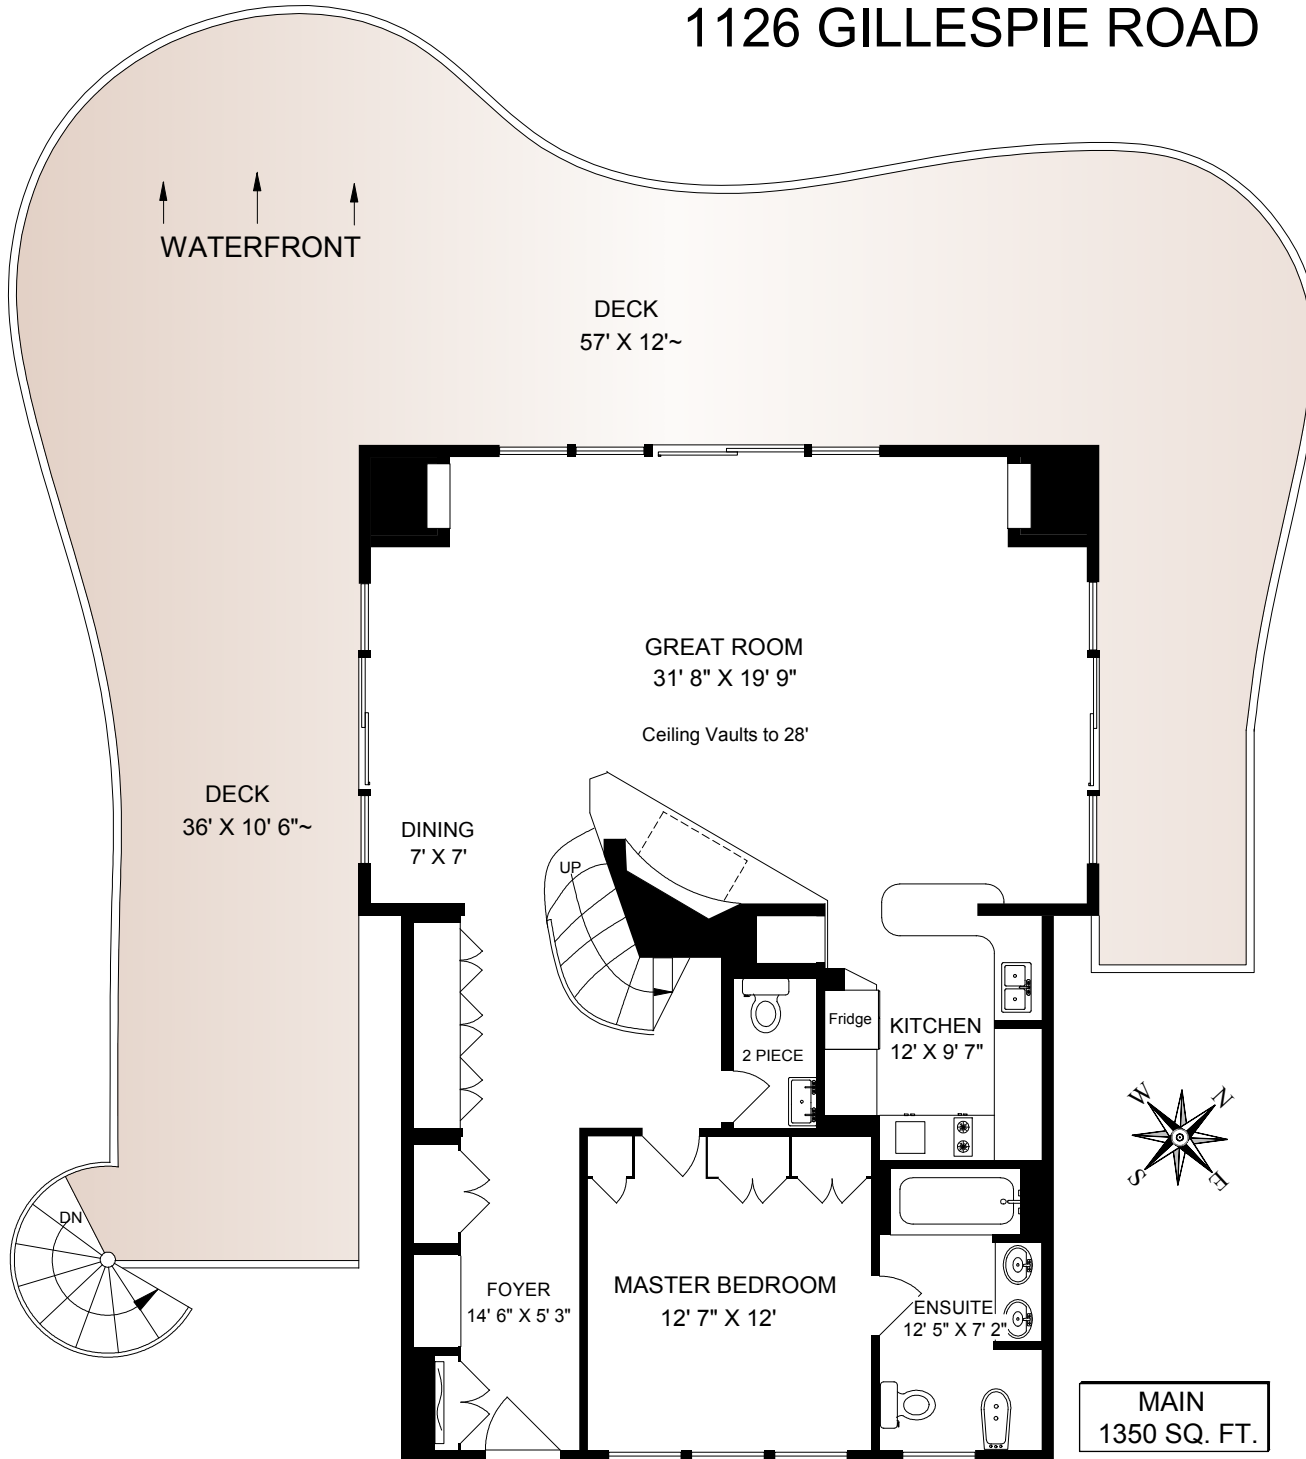 1126 GILLESPIE ROAD
WATERFRONT
DECK
57' X 12'~
GREAT ROOM
31' 8" X 19' 9"
Ceiling Vaults to 28'
DECK
36' X 10' 6"~
DINING
7' X 7'
UP
Fridge
KITCHEN
12' X 9' 7"
2 PIECE
W
N
S
E
DN
FOYER
14' 6" X 5' 3"
MASTER BEDROOM
12' 7" X 12'
ENSUITE
12' 5" X 7' 2"
MAIN
1350 SQ. FT.